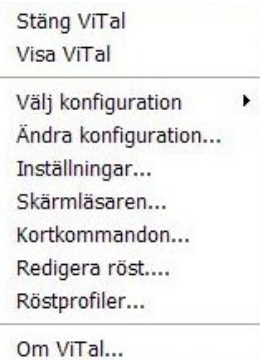 Stäng ViTal
Visa ViTal
Välj konfiguration
Ändra konfiguration...
Inställningar...
Skärmläsaren...
Kortkommandon...
Redigera röst....
Röstprofiler...
Om ViTal...